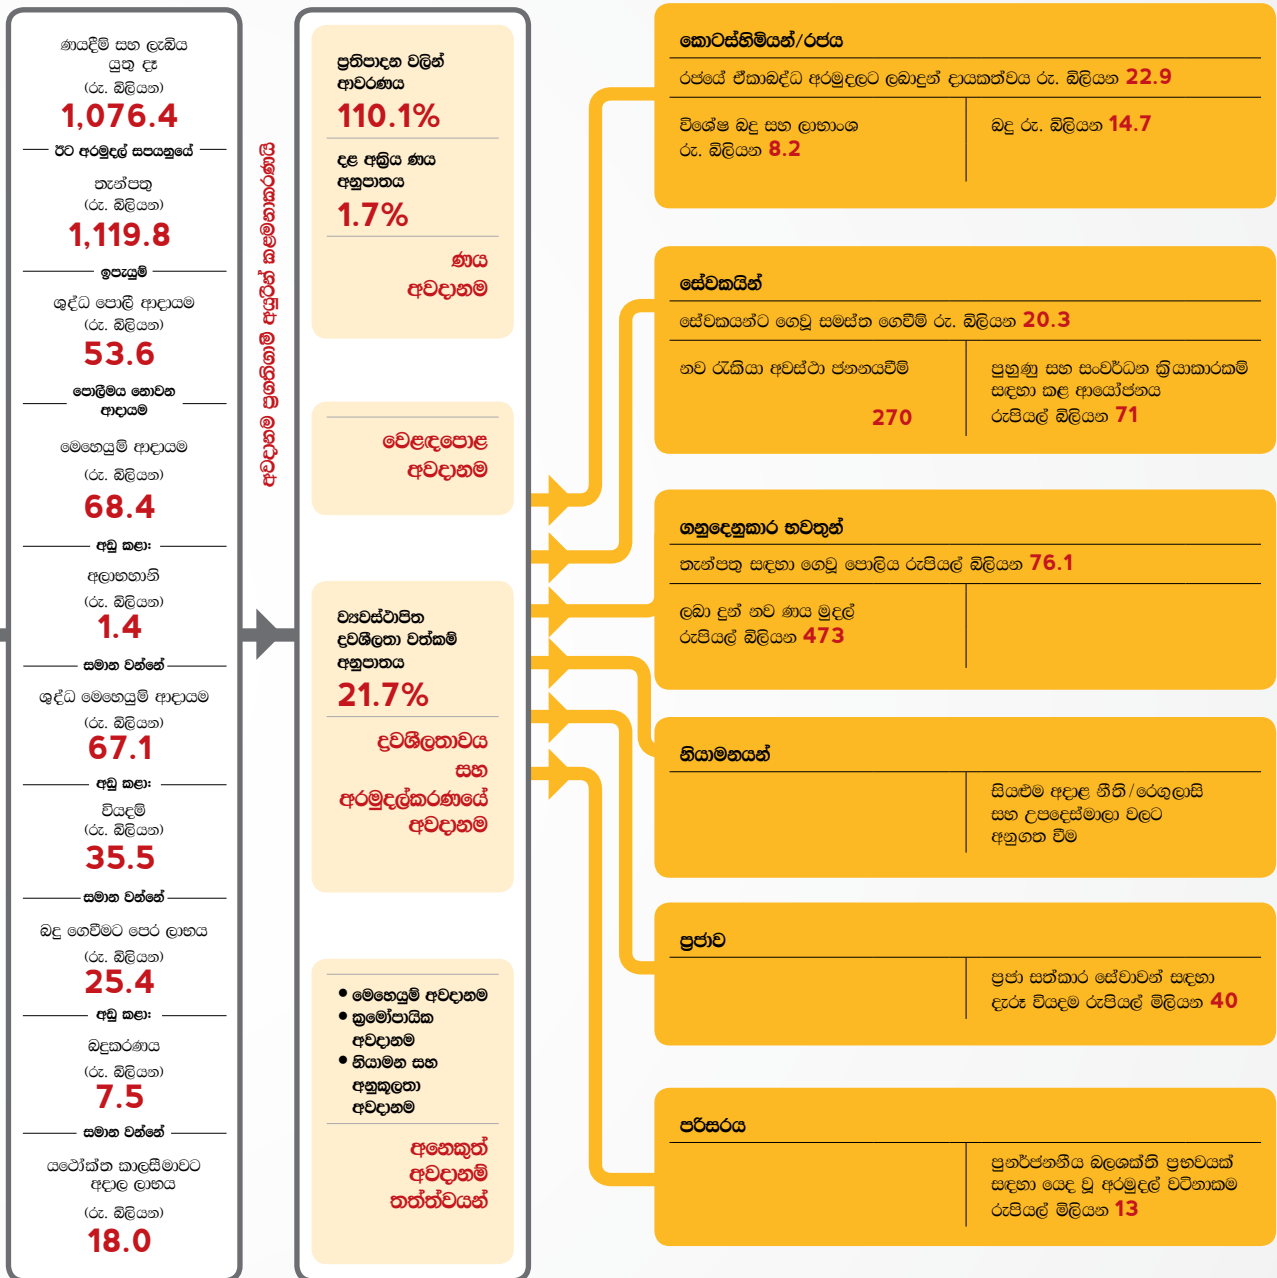 ණයදීම් සහ ලැබිය
යුතු දෑ
(රු. බිලියන)
1,076.4
ඊට අරමුදල් සපයනුයේ
තැන්පතු
(රු. බිලියන)
1,119.8
ඉපැයුම්
ශුද්ධ පොලී ආදායම
(රු. බිලියන)
53.6
පොලීමය නොවන
ආදායම
මෙහෙයුම් ආදායම
(රු. බිලියන)
68.4
අඩු කළා:
අලාභහානි
(රු. බිලියන)
1.4
සමාන වන්නේ
ශුද්ධ මෙහෙයුම් ආදායම
(රු. බිලියන)
67.1
අඩු කළා:
වියදම්
(රු. බිලියන)
35.5
සමාන වන්නේ
බදු ගෙවීමට පෙර ලාභය
(රු. බිලියන)
25.4
අඩු කළා:
බදුකරණය
(රු. බිලියන)
7.5
සමාන වන්නේ
යථෝක්ත කාලසීමාවට
අදාල ලාභය
(රු. බිලියන)
18.0
අවදානම ප්‍රශස්තිගාමී අයුරින් කළමනාකරණයි
ප්‍රතිපාදන වලින්
ආවරණය
110.1%
දළ අක්‍රිය ණය
අනුපාතය
1.7%
ණය
අවදානම
වෙළඳපොළ
අවදානම
ව්‍යවස්ථාපිත
ද්‍රවශීලතා වත්කම්
අනුපාතය
21.7%
ද්‍රවශීලතාවය
සහ
අරමුදල්කරණයේ
අවදානම
• මෙහෙයුම් අවදානම
• ක්‍රමෝපායික
අවදානම
• නියාමන සහ
අනුකූලතා
අවදානම
අනෙකුත්
අවදානම්
තත්ත්වයන්
කොටස්හිමියන්/රජය
රජයේ ඒකාබද්ධ අරමුදලට ලබාදුන් දායකත්වය රු. බිලියන 22.9
විශේෂ බදු සහ ලාභාංශ
රු. බිලියන 8.2
බදු රු. බිලියන 14.7
සේවකයින්
සේවකයන්ට ගෙවූ සමස්ත ගෙවීම් රු. බිලියන 20.3
නව රැකියා අවස්ථා ජනනයවීම්
270
පුහුණු සහ සංවර්ධන ක්‍රියාකාරකම්
සඳහා කළ ආයෝජනය
රුපියල් බිලියන 71
ගනුදෙනුකාර භවතුන්
තැන්පතු සඳහා ගෙවූ පොලිය රුපියල් බිලියන 76.1
ලබා දුන් නව ණය මුදල්
රුපියල් බිලියන 473
නියාමනයන්
සියළුම අදාළ නීති/රෙගුලාසි
සහ උපදෙස්මාලා වලට
අනුගත වීම
ප්‍රජාව
ප්‍රජා සත්කාර සේවාවන් සඳහා
දැරූ වියදම රුපියල් මිලියන 40
පරිසරය
පුනර්ජනනීය බලශක්ති ප්‍රභවයක්
සඳහා යෙද වූ අරමුදල් වටිනාකම
රුපියල් මිලියන 13